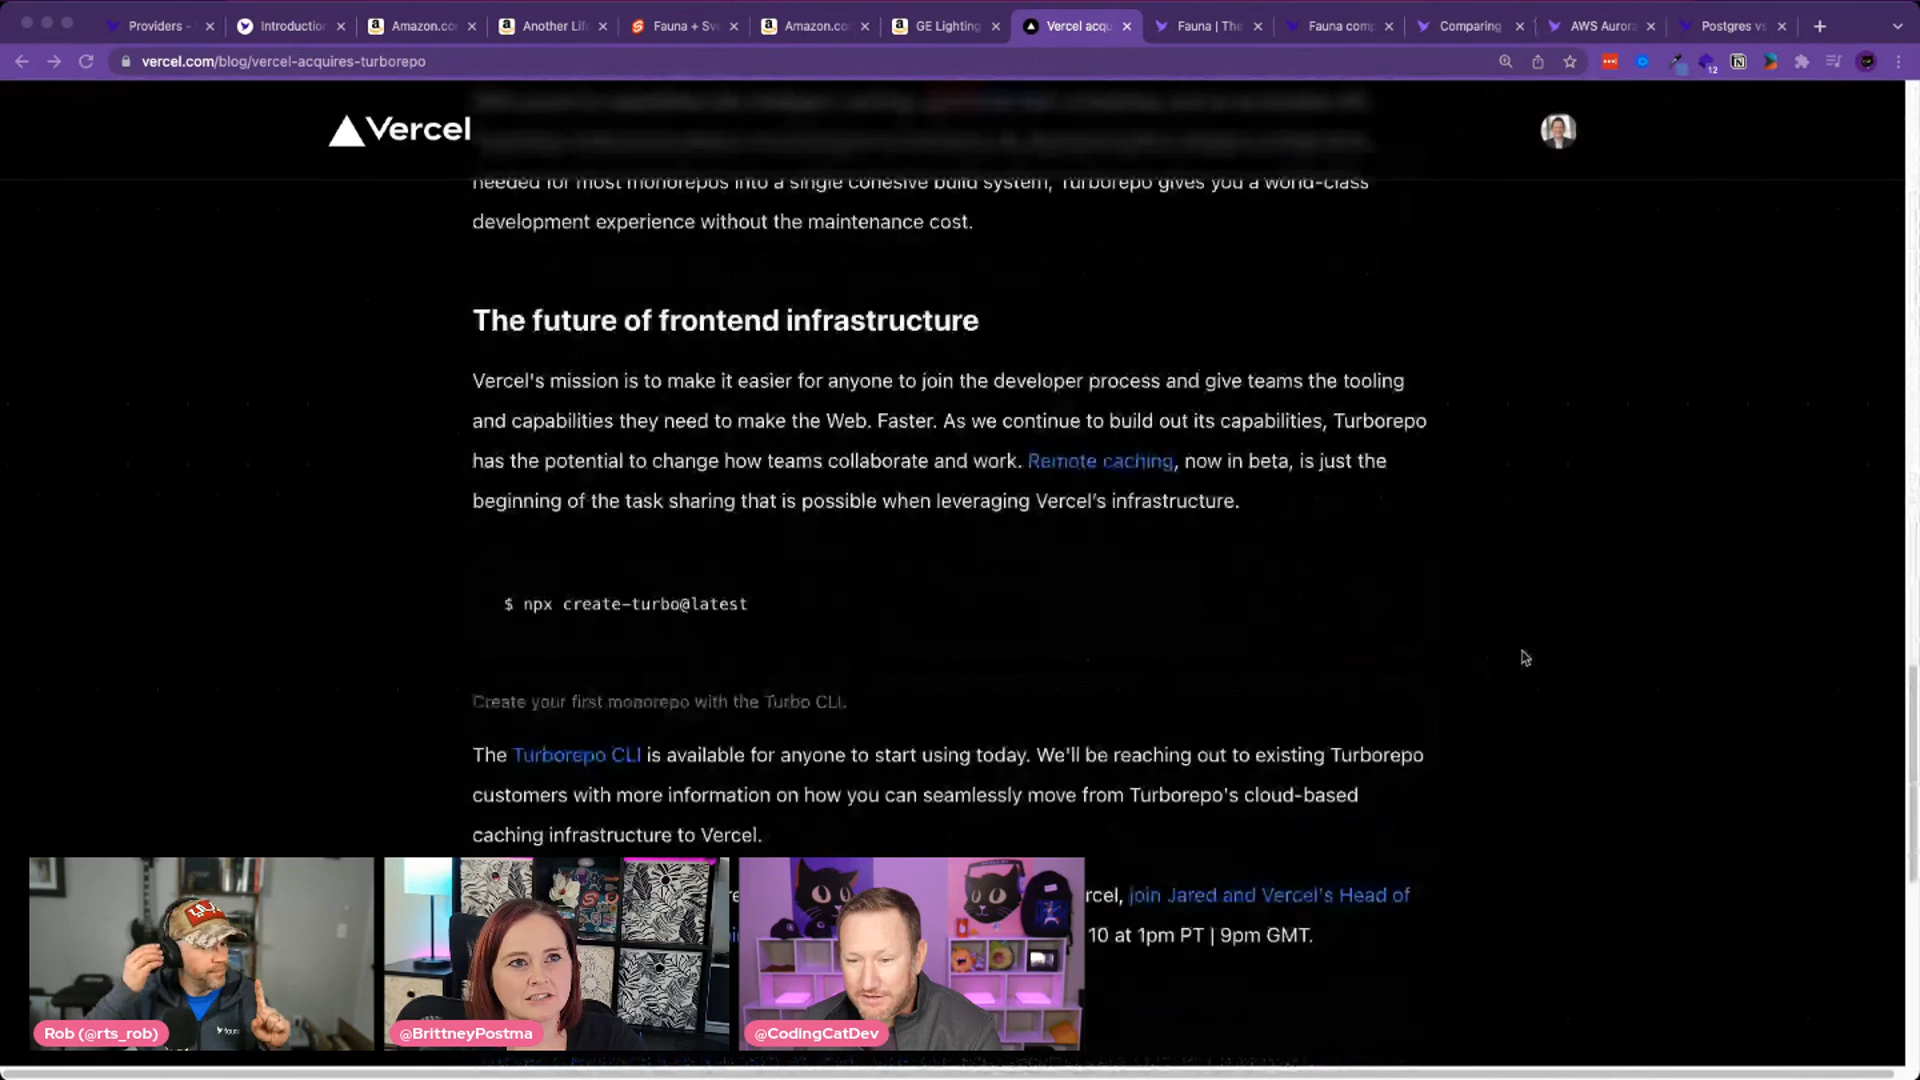 Providers -
Introduction
Amazon.co
Another Life
Fauna + Sv
Amazon.co
GE Lighting
Vercel acqu
Fauna | The
Fauna comp
Comparing
AWS Aurora
Postgres vs
vercel.com/blog/vercel-acquires-turborepo
12
Vercel
needed for most monorepos into a single cohesive build system, Turborepo gives you a world-class
development experience without the maintenance cost.
The future of frontend infrastructure
Vercel's mission is to make it easier for anyone to join the developer process and give teams the tooling
and capabilities they need to make the Web. Faster. As we continue to build out its capabilities, Turborepo
has the potential to change how teams collaborate and work. Remote caching, now in beta, is just the
beginning of the task sharing that is possible when leveraging Vercel's infrastructure.
$ npx create-turbo@latest
Create your first monorepo with the Turbo CLI.
The Turborepo CLI is available for anyone to start using today. We'll be reaching out to existing Turborepo
customers with more information on how you can seamlessly move from Turborepo's cloud-based
caching infrastructure to Vercel.
rcel, join Jared and Vercel's Head of
10 at 1pm PT | 9pm GMT.
Rob (@rts_rob)
@BrittneyPostma
@CodingCatDev